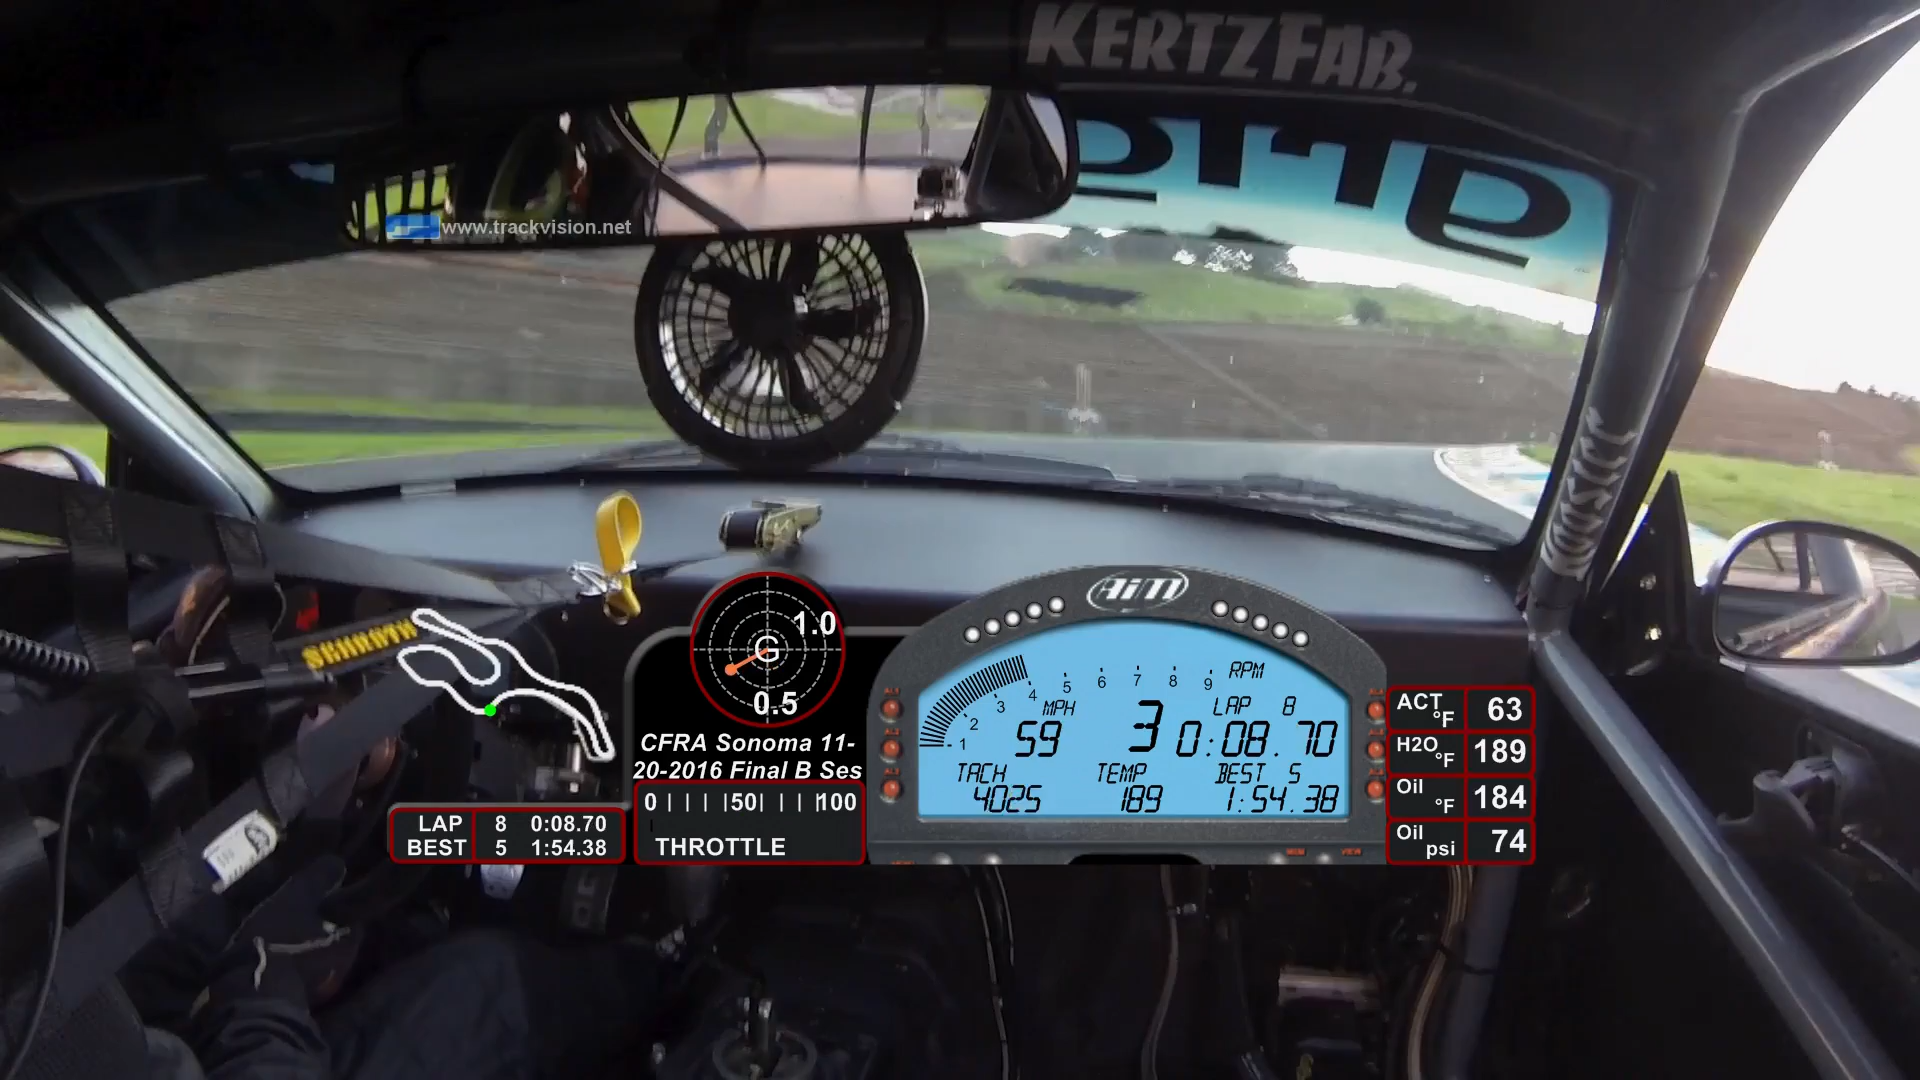 KERTZFAB.
www.trackvision.net
SCHROTH
AiM
1.0
G
0.5
CFRA Sonoma 11-
20-2016 Final B Ses
0 50 100
THROTTLE
LAP 8 0:08.70
BEST 5 1:54.38
1 2 3 4 5 6 7 8 9 RPM
MPH 59
3
LAP 8
0:08.70
TACH 4025
TEMP 189
BEST 5
1:54.38
ACT °F 63
H2O °F 189
Oil °F 184
Oil psi 74